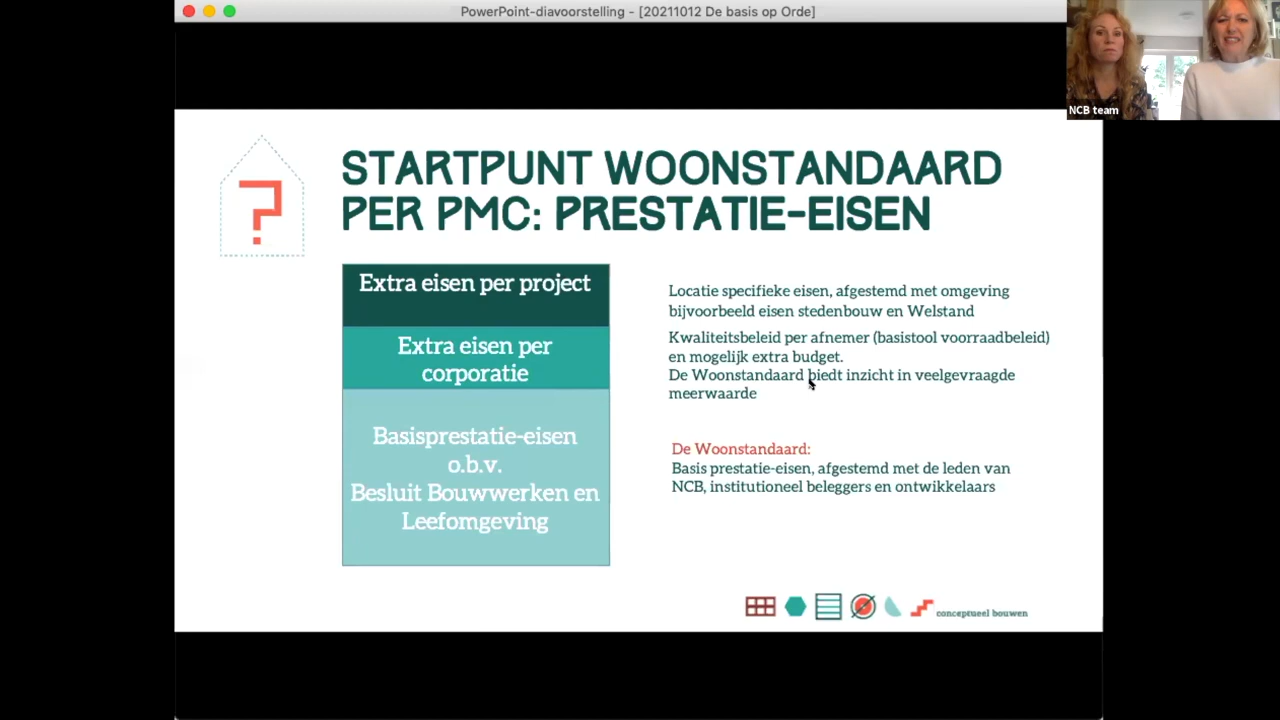 PowerPoint-diavoorstelling - [20211012 De basis op Orde]
NCB team
?
STARTPUNT WOONSTANDAARD
PER PMC: PRESTATIE-EISEN
Extra eisen per project
Locatie specifieke eisen, afgestemd met omgeving
bijvoorbeeld eisen stedenbouw en Welstand
Extra eisen per
corporatie
Kwaliteitsbeleid per afnemer (basistool voorraadbeleid)
en mogelijk extra budget.
De Woonstandaard biedt inzicht in veelgevraagde
meerwaarde
Basisprestatie-eisen
o.b.v.
Besluit Bouwwerken en
Leefomgeving
De Woonstandaard:
Basis prestatie-eisen, afgestemd met de leden van
NCB, institutioneel beleggers en ontwikkelaars
conceptueel bouwen